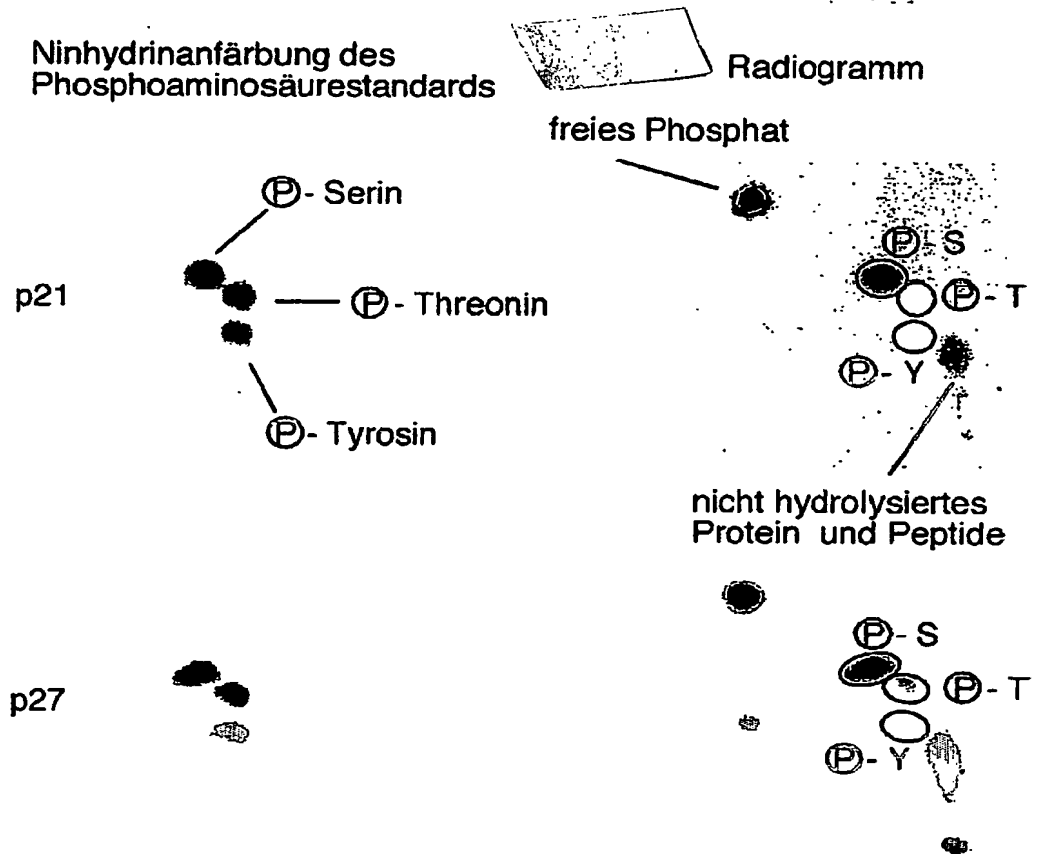 Ninhydrinanfärbung des
Phosphoaminosäurestandards
Radiogramm
freies Phosphat
P - Serin
p21
P - Threonin
P - Tyrosin
P - S
P - T
P - Y
nicht hydrolysiertes
Protein und Peptide
p27
P - S
P - T
P - Y